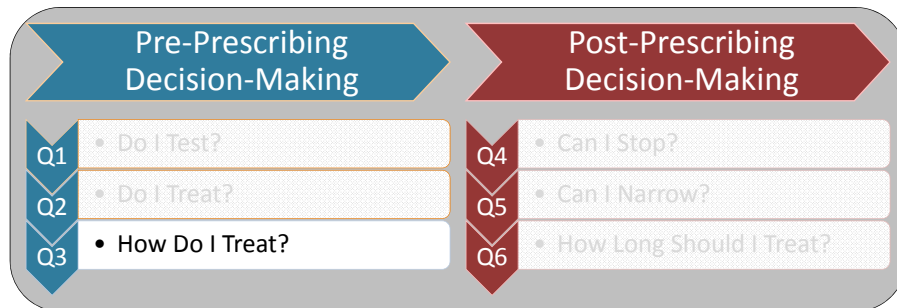 Pre-Prescribing
Decision-Making
Q1
• Do I Test?
Q2
• Do I Treat?
Q3
• How Do I Treat?
Post-Prescribing
Decision-Making
Q4
• Can I Stop?
Q5
• Can I Narrow?
Q6
• How Long Should I Treat?